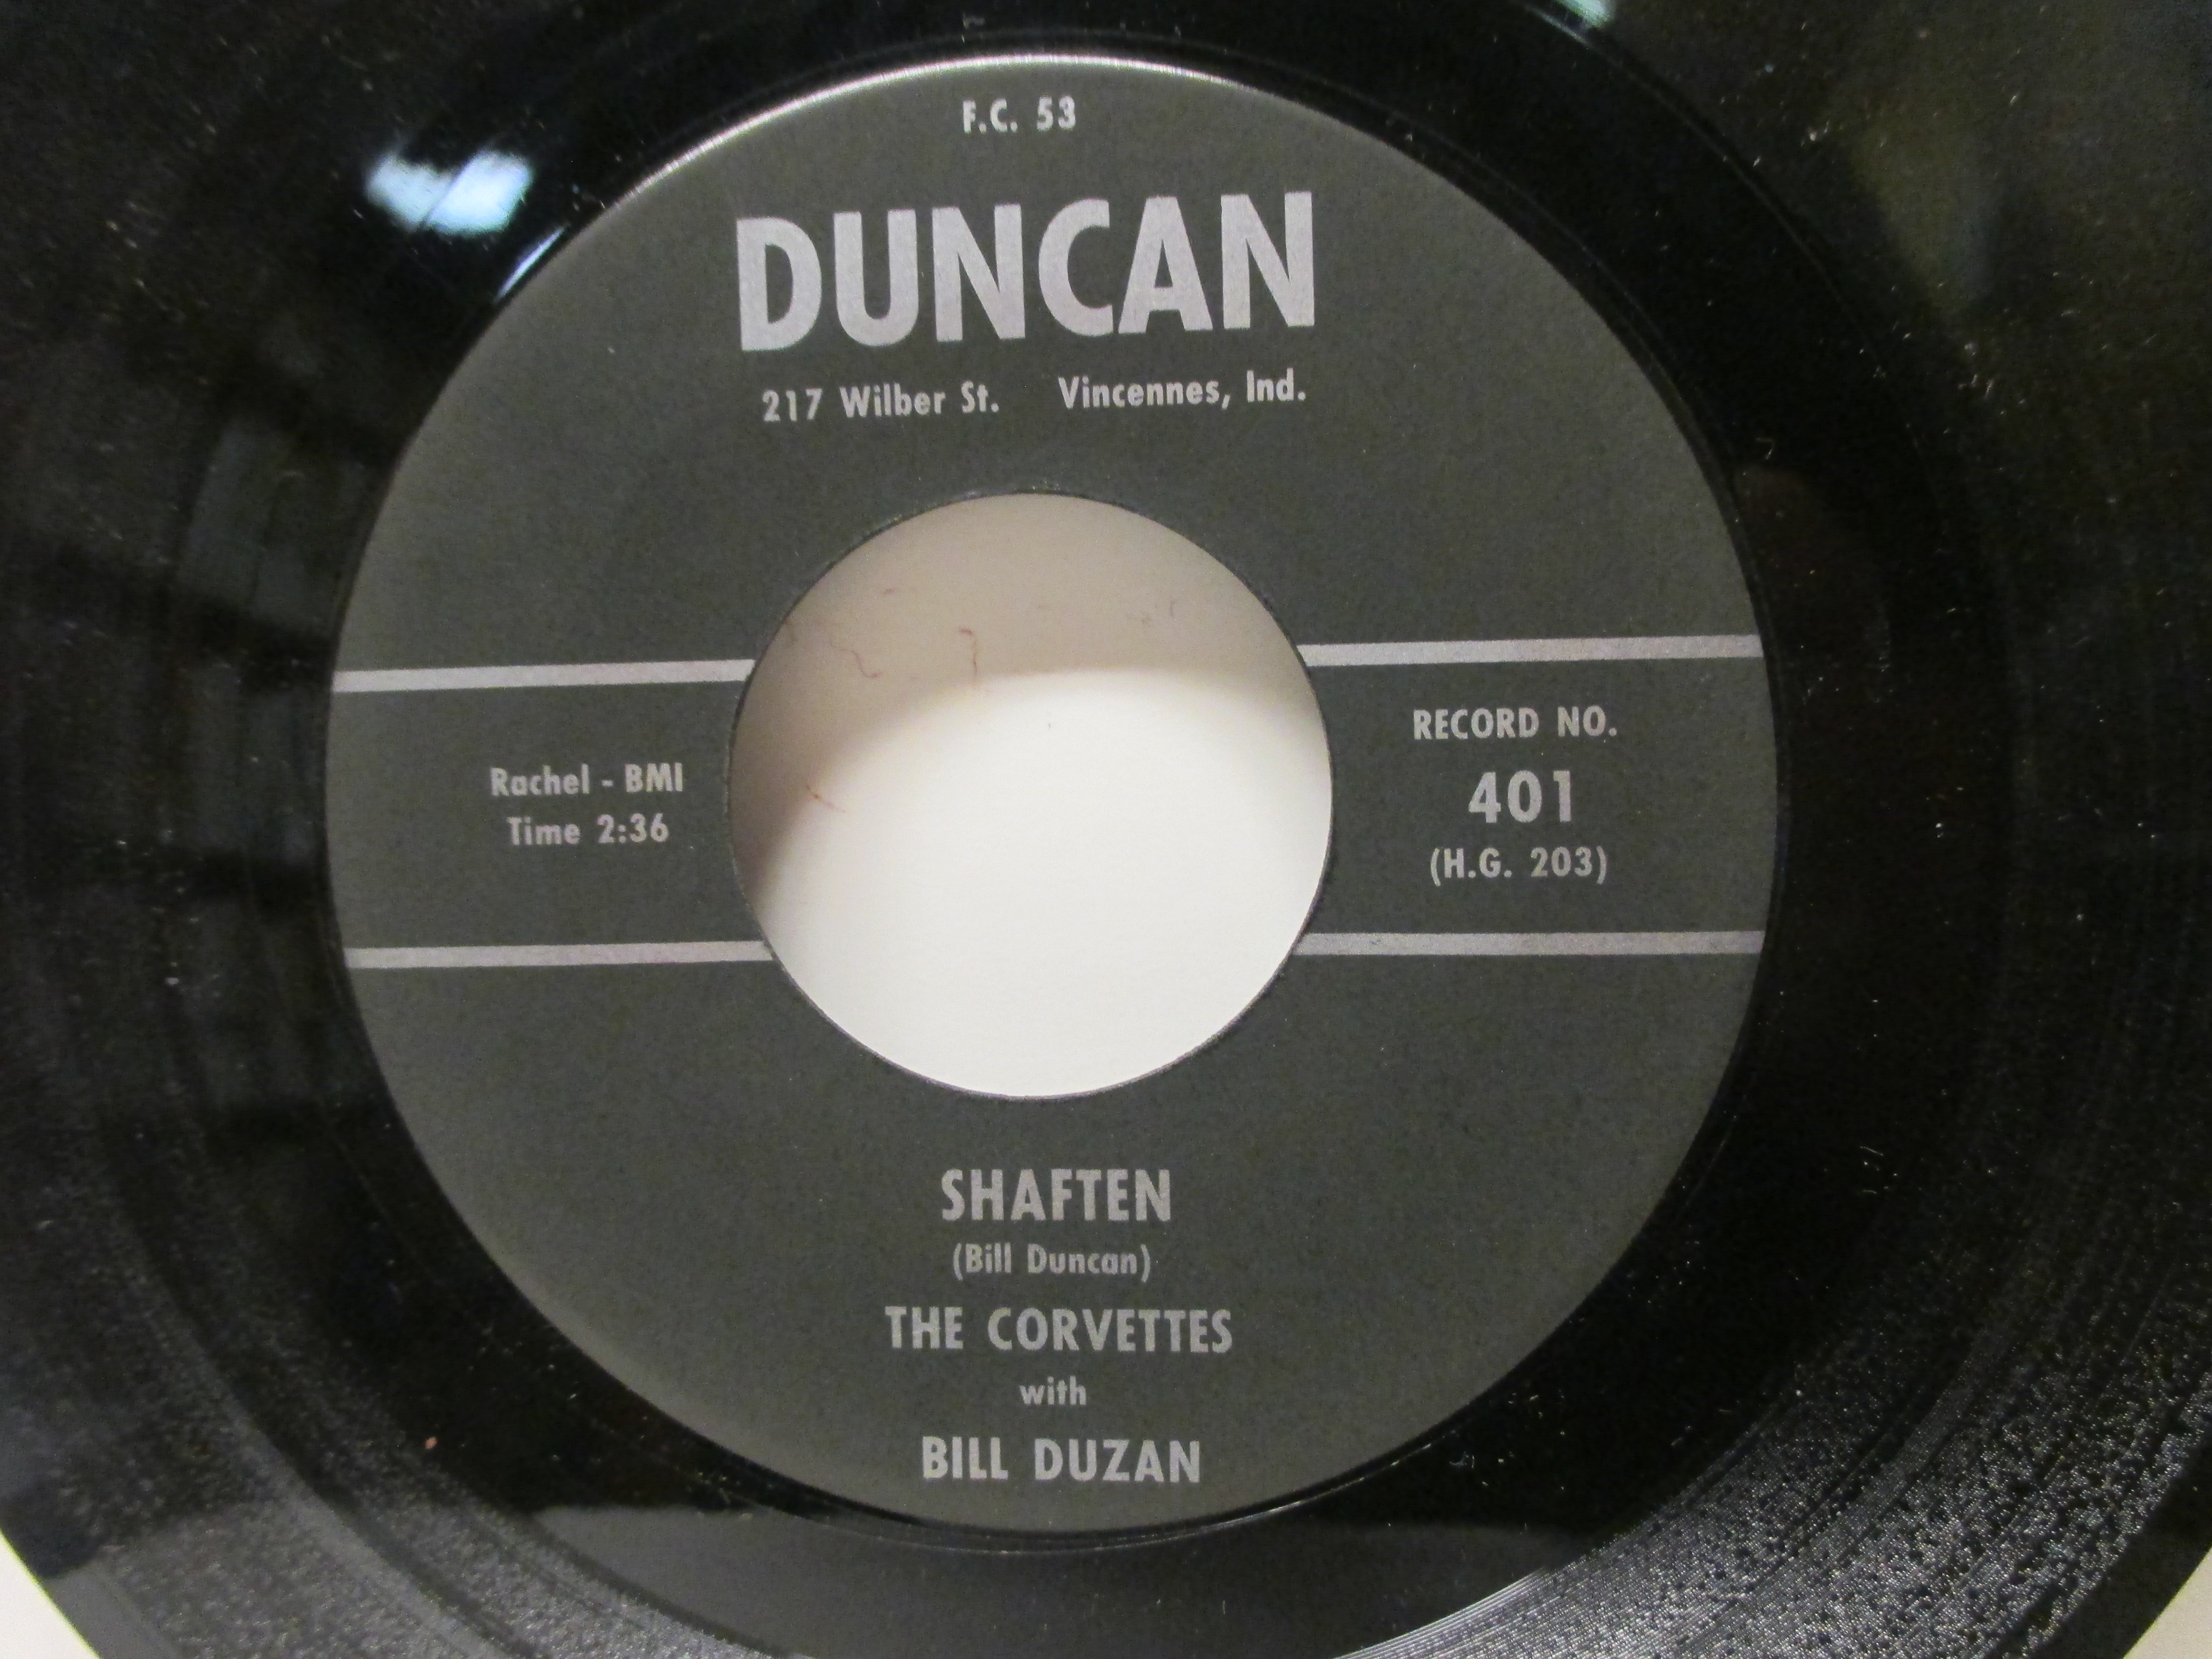 F.C. 53
DUNCAN
217 Wilber St. Vincennes, Ind.
Rachel - BMI
Time 2:36
RECORD NO.
401
(H.G. 203)
SHAFTEN
(Bill Duncan)
THE CORVETTES
with
BILL DUZAN